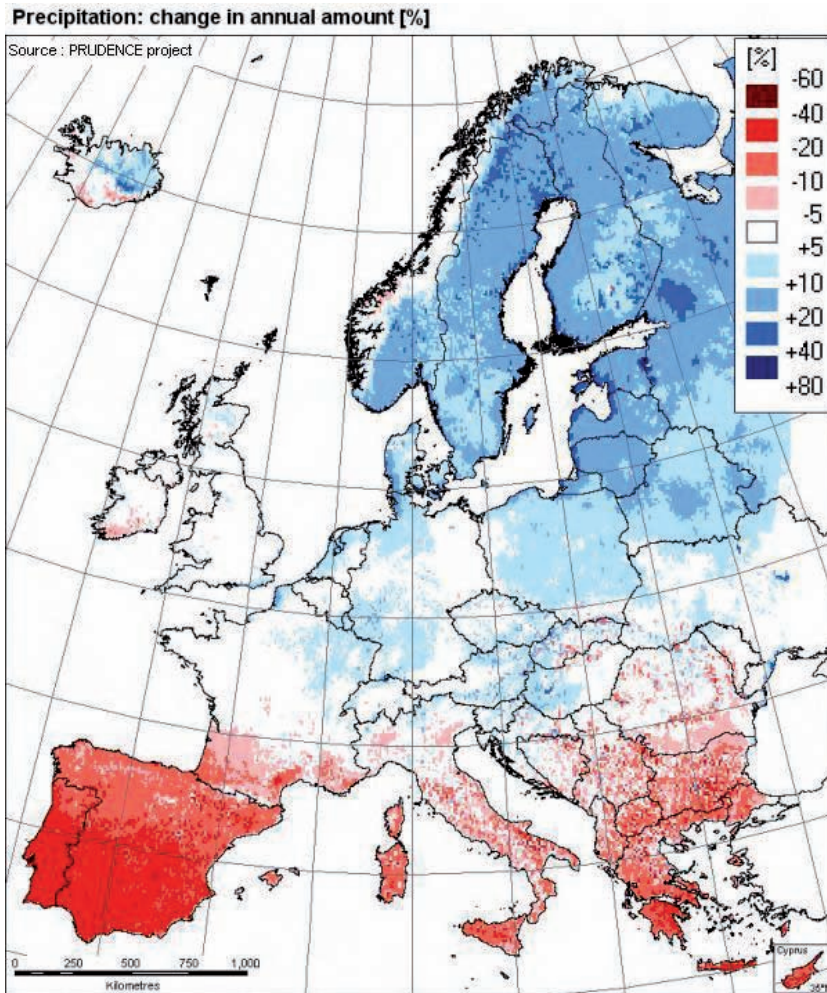 Precipitation: change in annual amount [%]
Source : PRUDENCE project
[%]
-60
-40
-20
-10
-5
+5
+10
+20
+40
+80
0 250 500 750 1,000
Kilometres
Cyprus